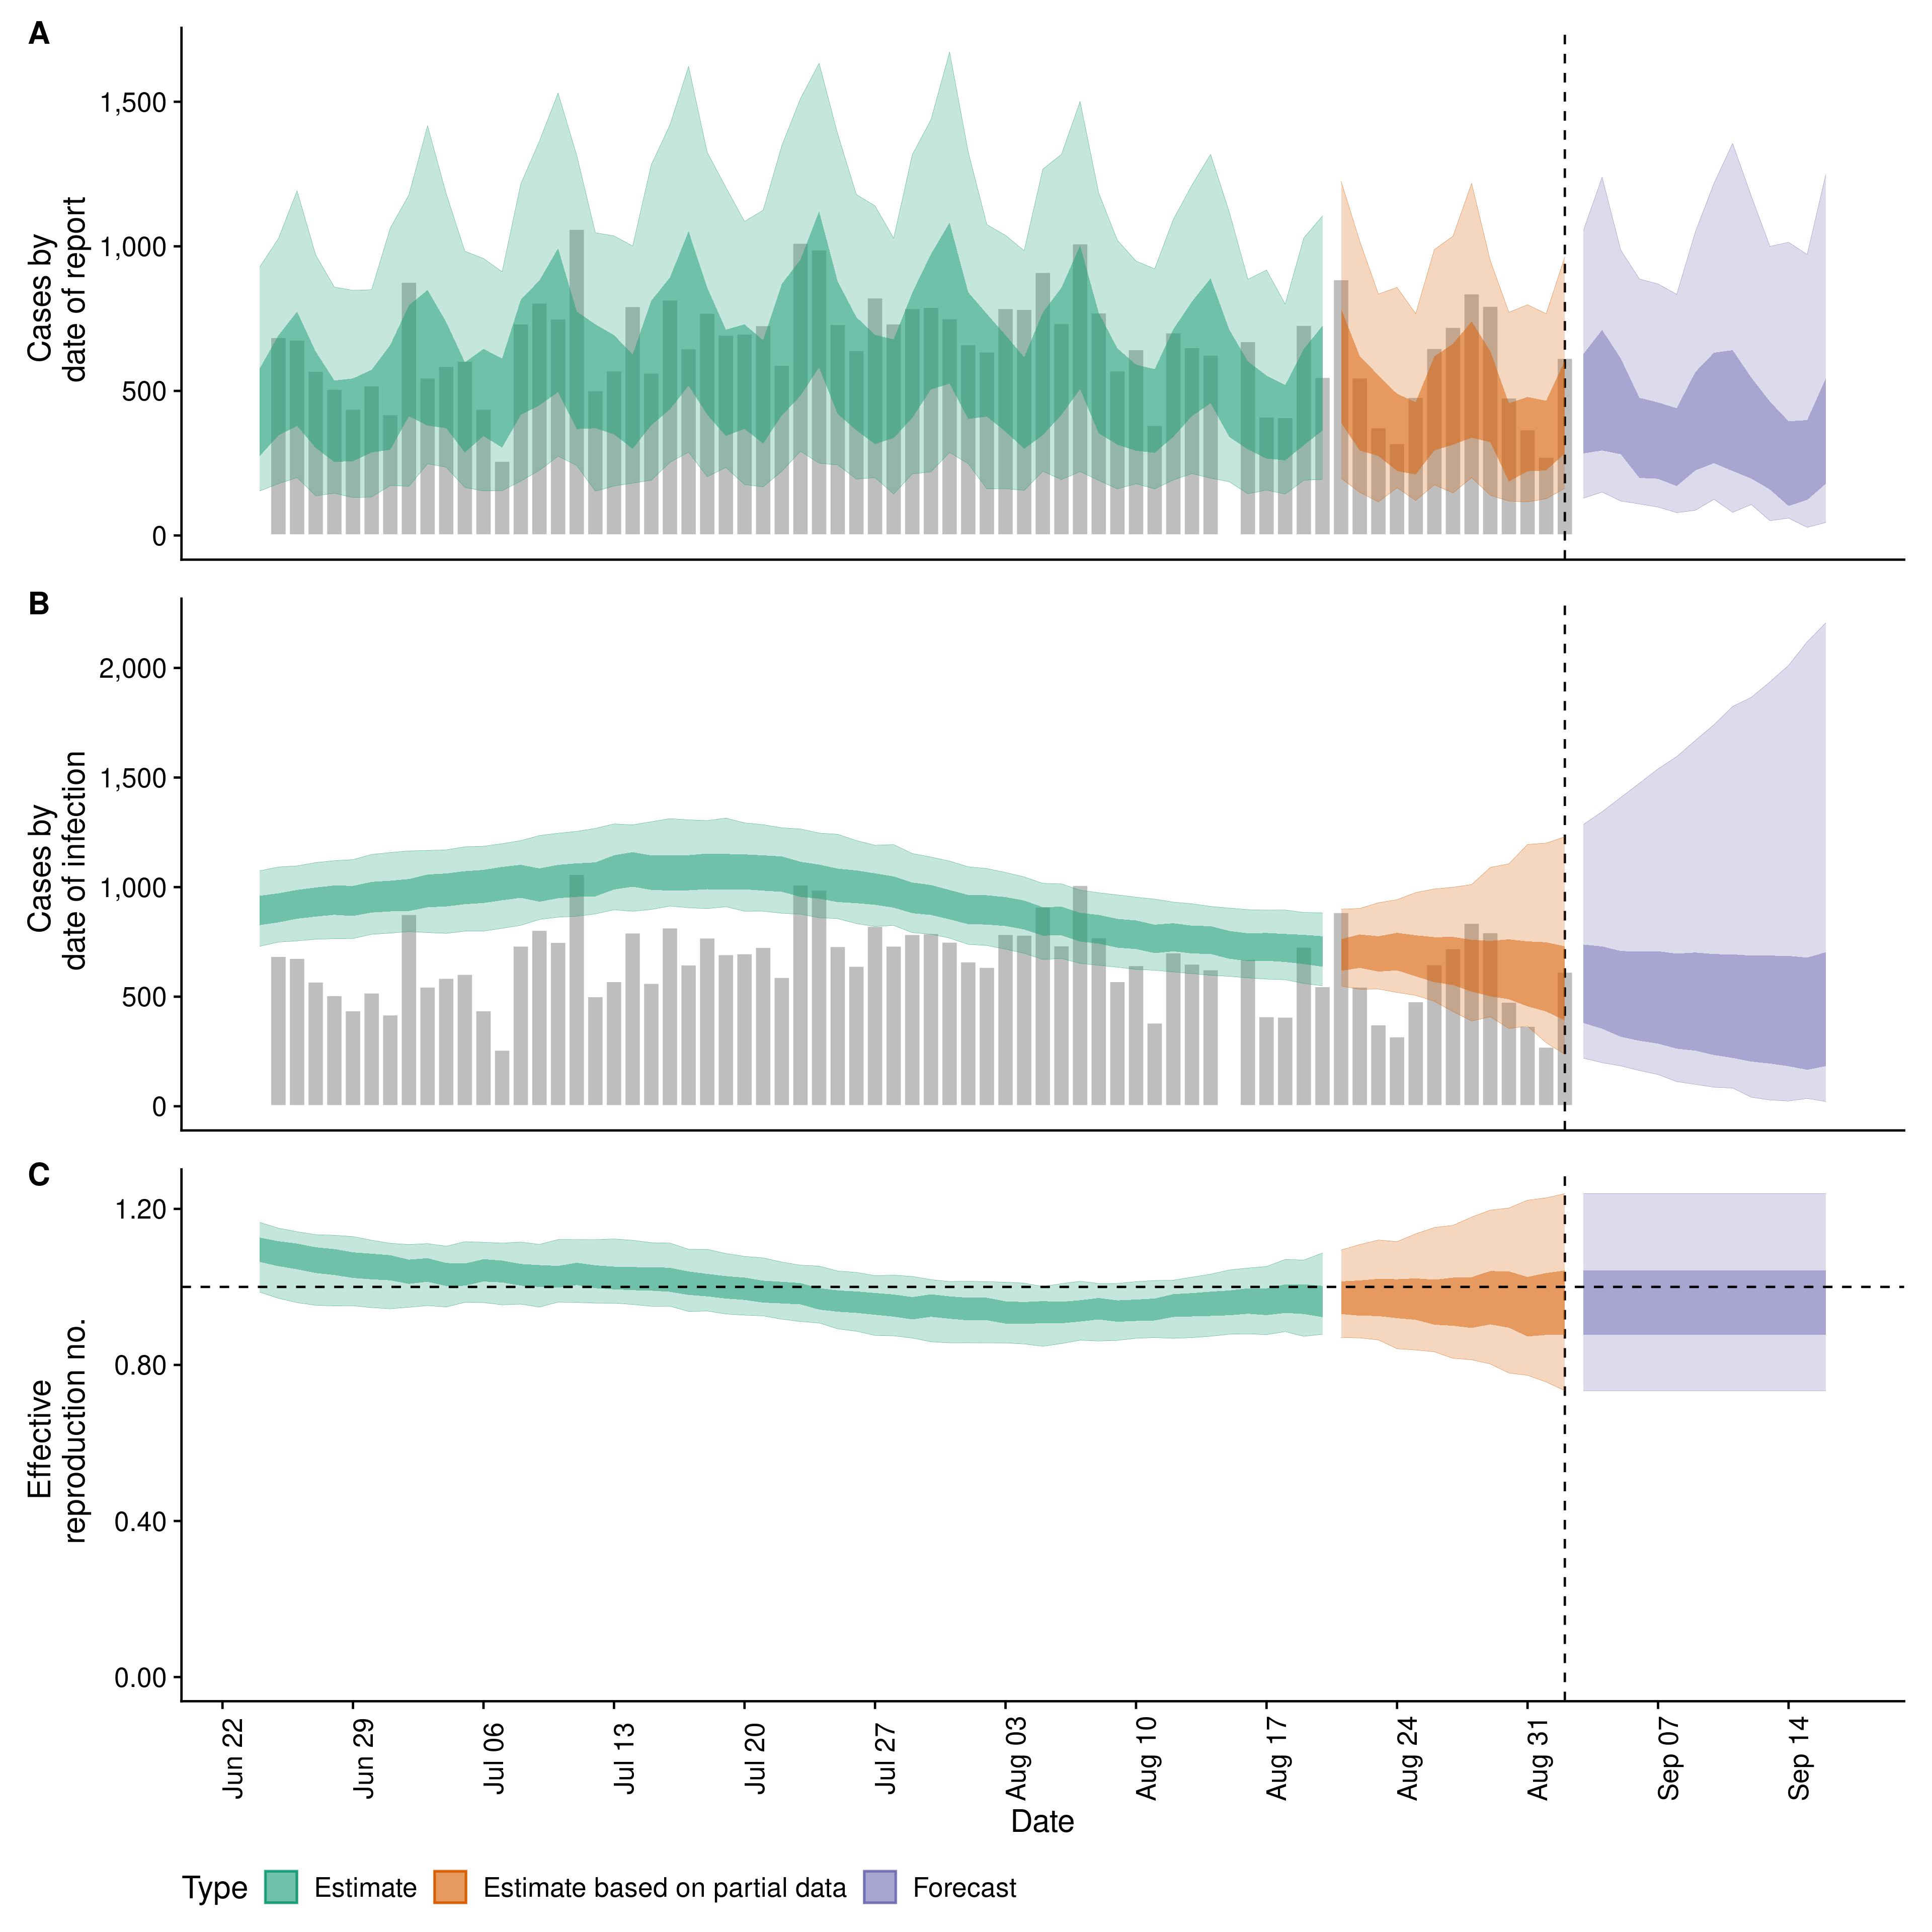 A
Cases by
date of report
1,500
1,000
500
0
B
Cases by
date of infection
2,000
1,500
1,000
500
0
C
Effective
reproduction no.
1.20
0.80
0.40
0.00
Jun 22
Jun 29
Jul 06
Jul 13
Jul 20
Jul 27
Aug 03
Aug 10
Aug 17
Aug 24
Aug 31
Sep 07
Sep 14
Date
Type
Estimate
Estimate based on partial data
Forecast